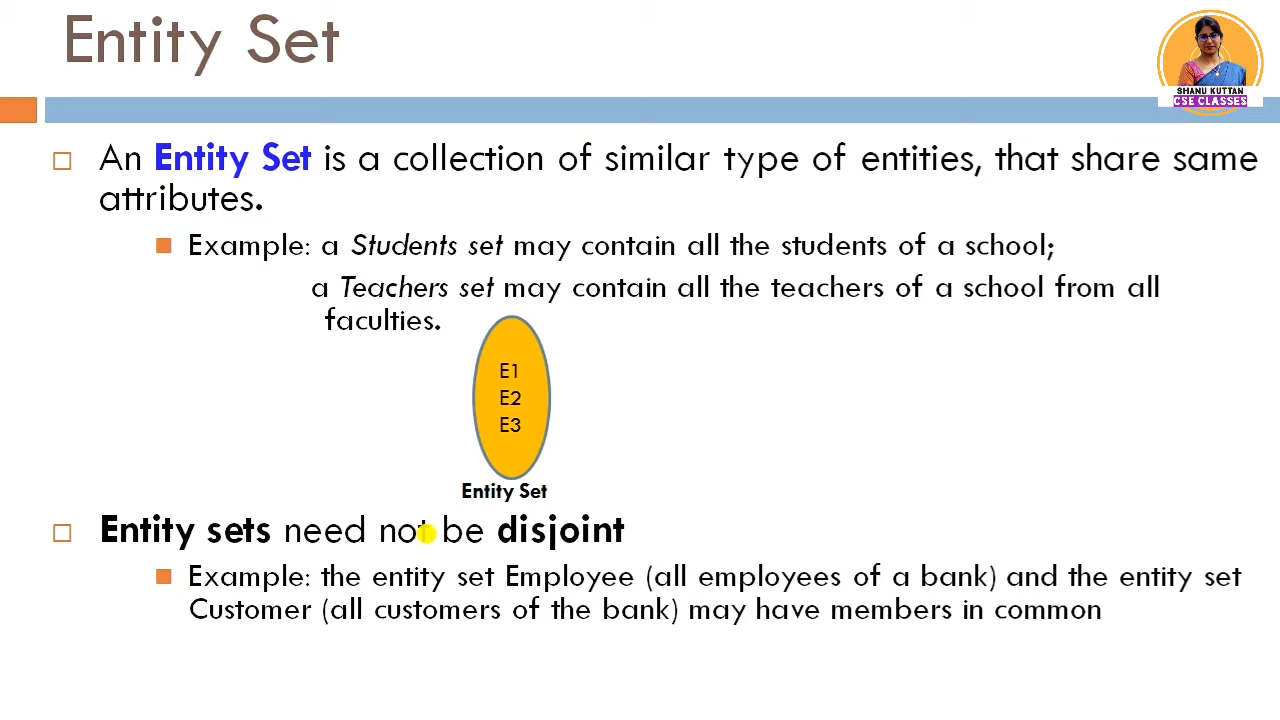 Entity Set
SHANU KUTTAN
CSE CLASSES
An Entity Set is a collection of similar type of entities, that share same
attributes.
Example: a Students set may contain all the students of a school;
a Teachers set may contain all the teachers of a school from all
faculties.
E1
E2
E3
Entity Set
Entity sets need not be disjoint
Example: the entity set Employee (all employees of a bank) and the entity set
Customer (all customers of the bank) may have members in common